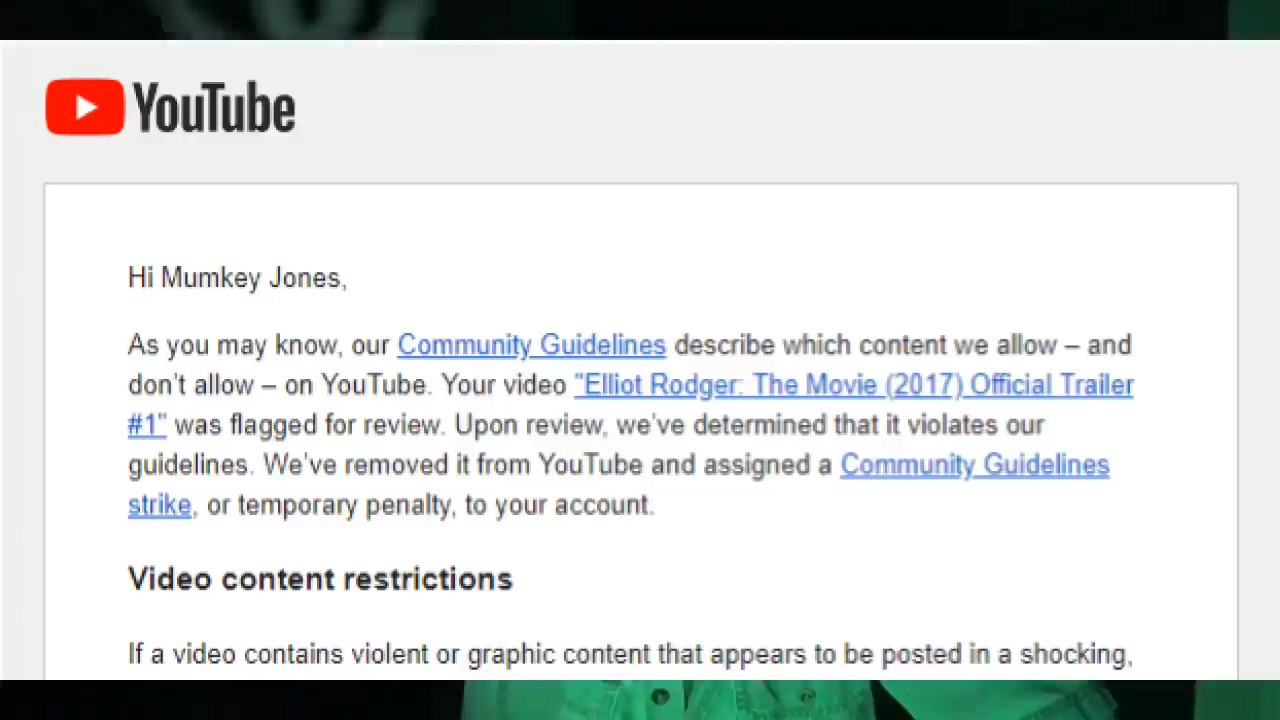 YouTube
Hi Mumkey Jones,
As you may know, our Community Guidelines describe which content we allow – and
don't allow – on YouTube. Your video "Elliot Rodger: The Movie (2017) Official Trailer
#1" was flagged for review. Upon review, we've determined that it violates our
guidelines. We've removed it from YouTube and assigned a Community Guidelines
strike, or temporary penalty, to your account.
Video content restrictions
If a video contains violent or graphic content that appears to be posted in a shocking,